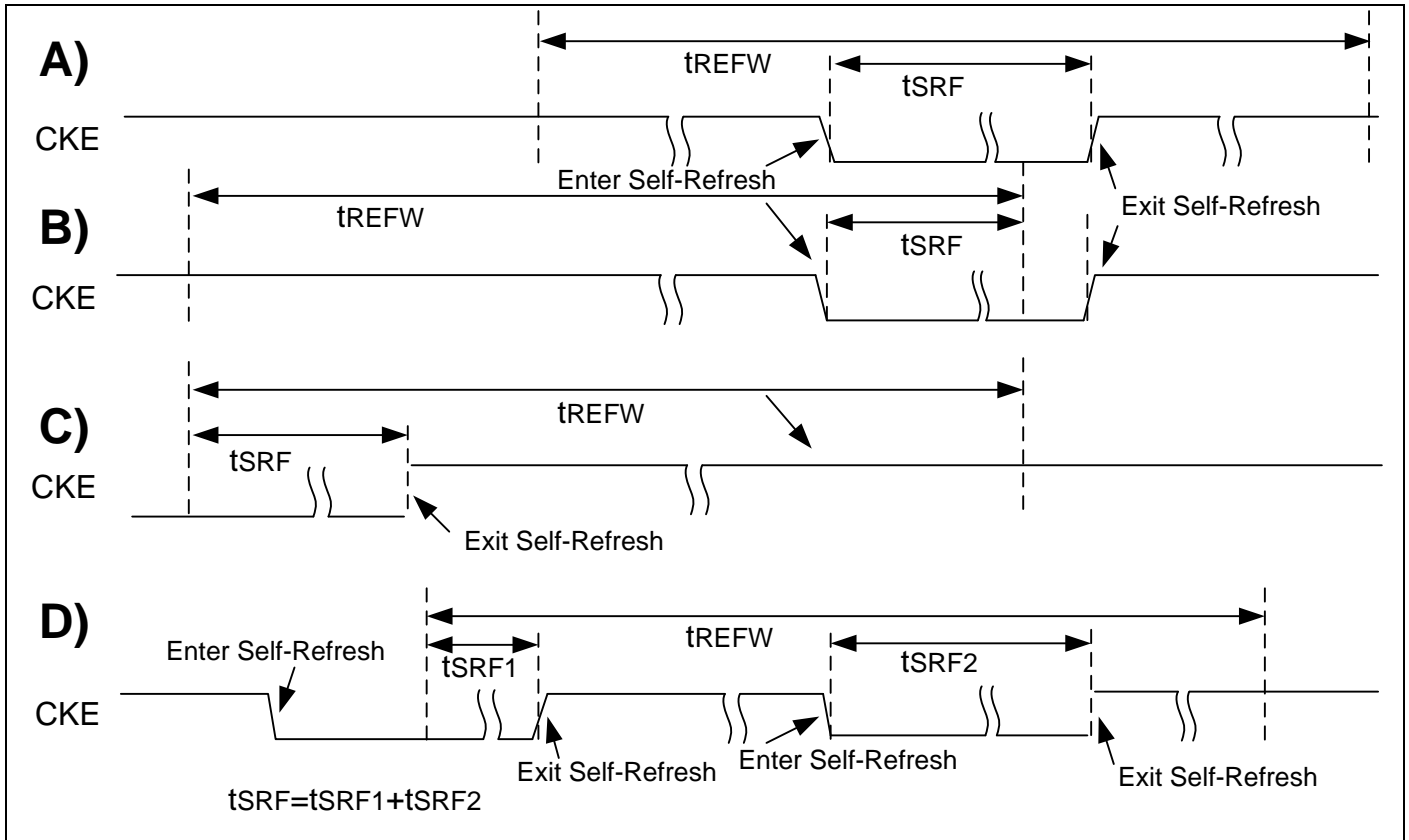 A)
tREFW
tSRF
CKE
Enter Self-Refresh
Exit Self-Refresh
B)
tREFW
tSRF
CKE
C)
tREFW
tSRF
CKE
Exit Self-Refresh
D)
tREFW
Enter Self-Refresh
tSRF1
tSRF2
CKE
Exit Self-Refresh
Enter Self-Refresh
Exit Self-Refresh
tSRF=tSRF1+tSRF2